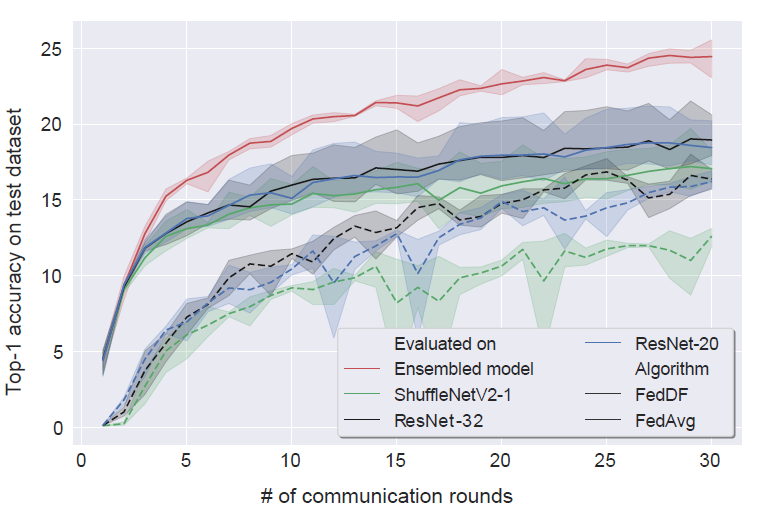 Top-1 accuracy on test dataset
25
20
15
10
5
0
0 5 10 15 20 25 30
# of communication rounds
Evaluated on
Ensembled model
ShuffleNetV2-1
ResNet-32
ResNet-20
Algorithm
FedDF
FedAvg